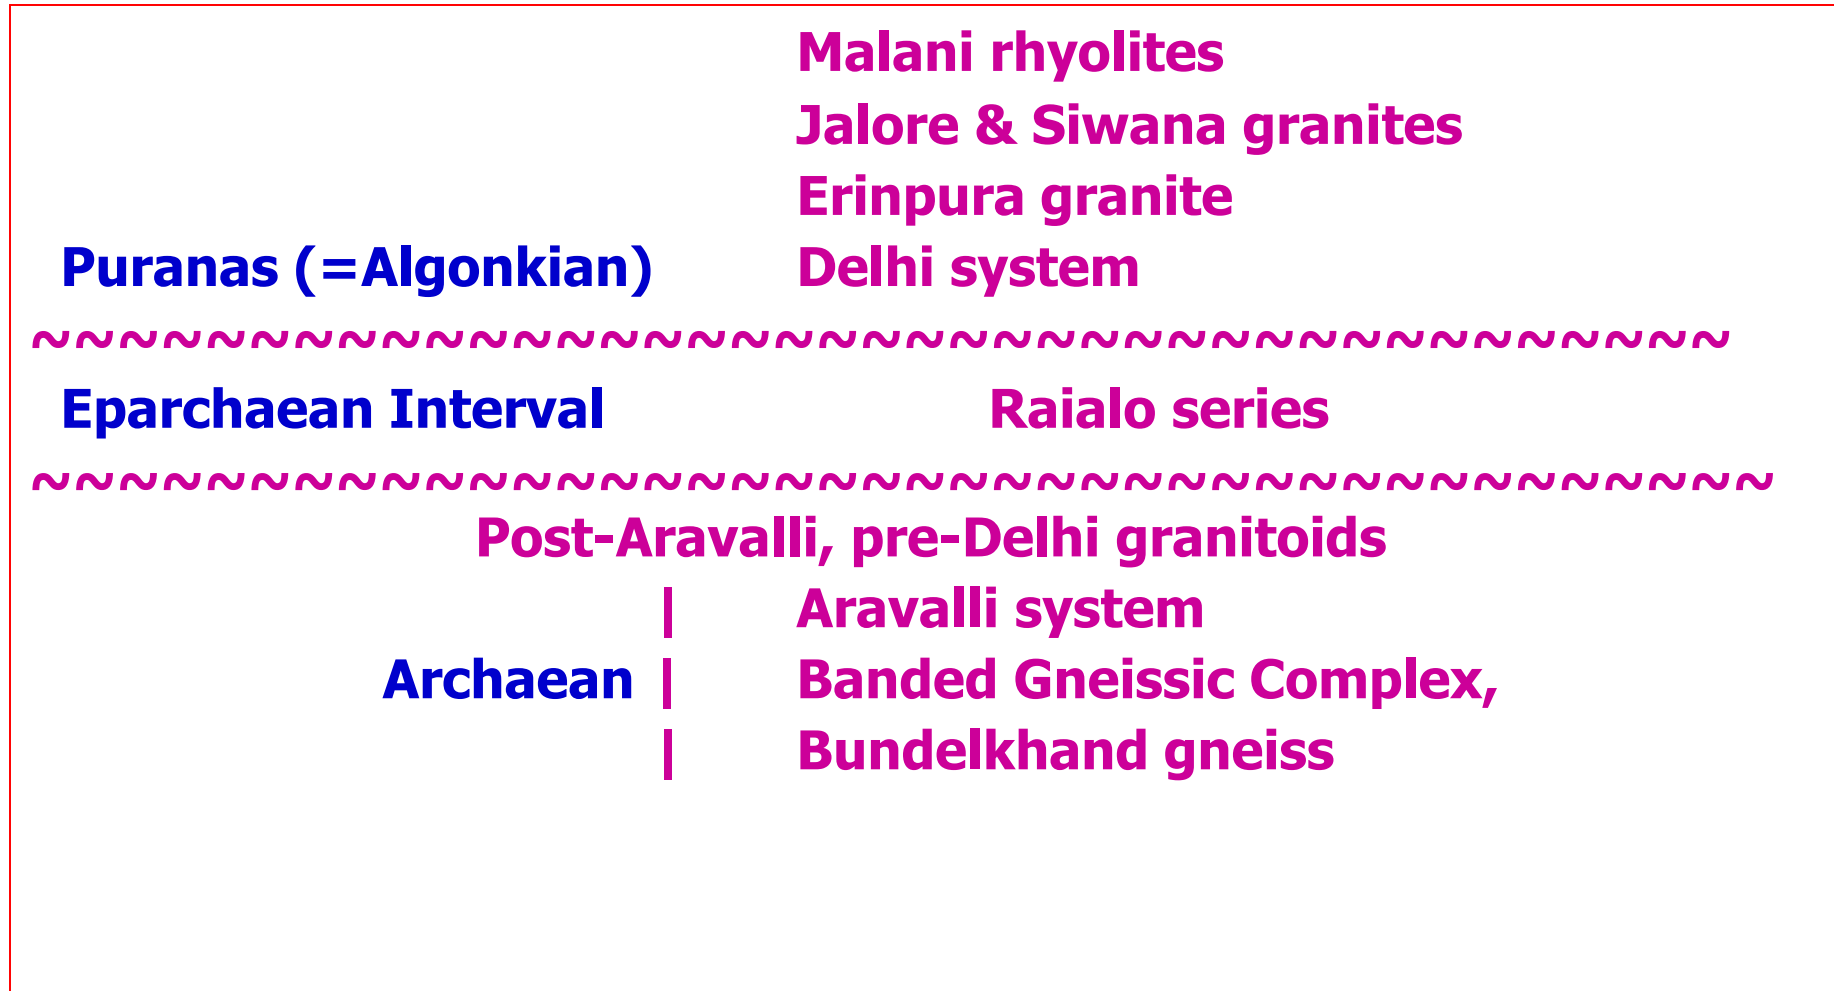 Malani rhyolites
Jalore & Siwana granites
Erinpura granite
Puranas (=Algonkian) Delhi system
~~~~~~~~~~~~~~~~~~~~~~~~~~~~~~~~~~~~~~~
Eparchaean Interval Raialo series
~~~~~~~~~~~~~~~~~~~~~~~~~~~~~~~~~~~~~~~~
Post-Aravalli, pre-Delhi granitoids
| Aravalli system
Archaean | Banded Gneissic Complex,
| Bundelkhand gneiss